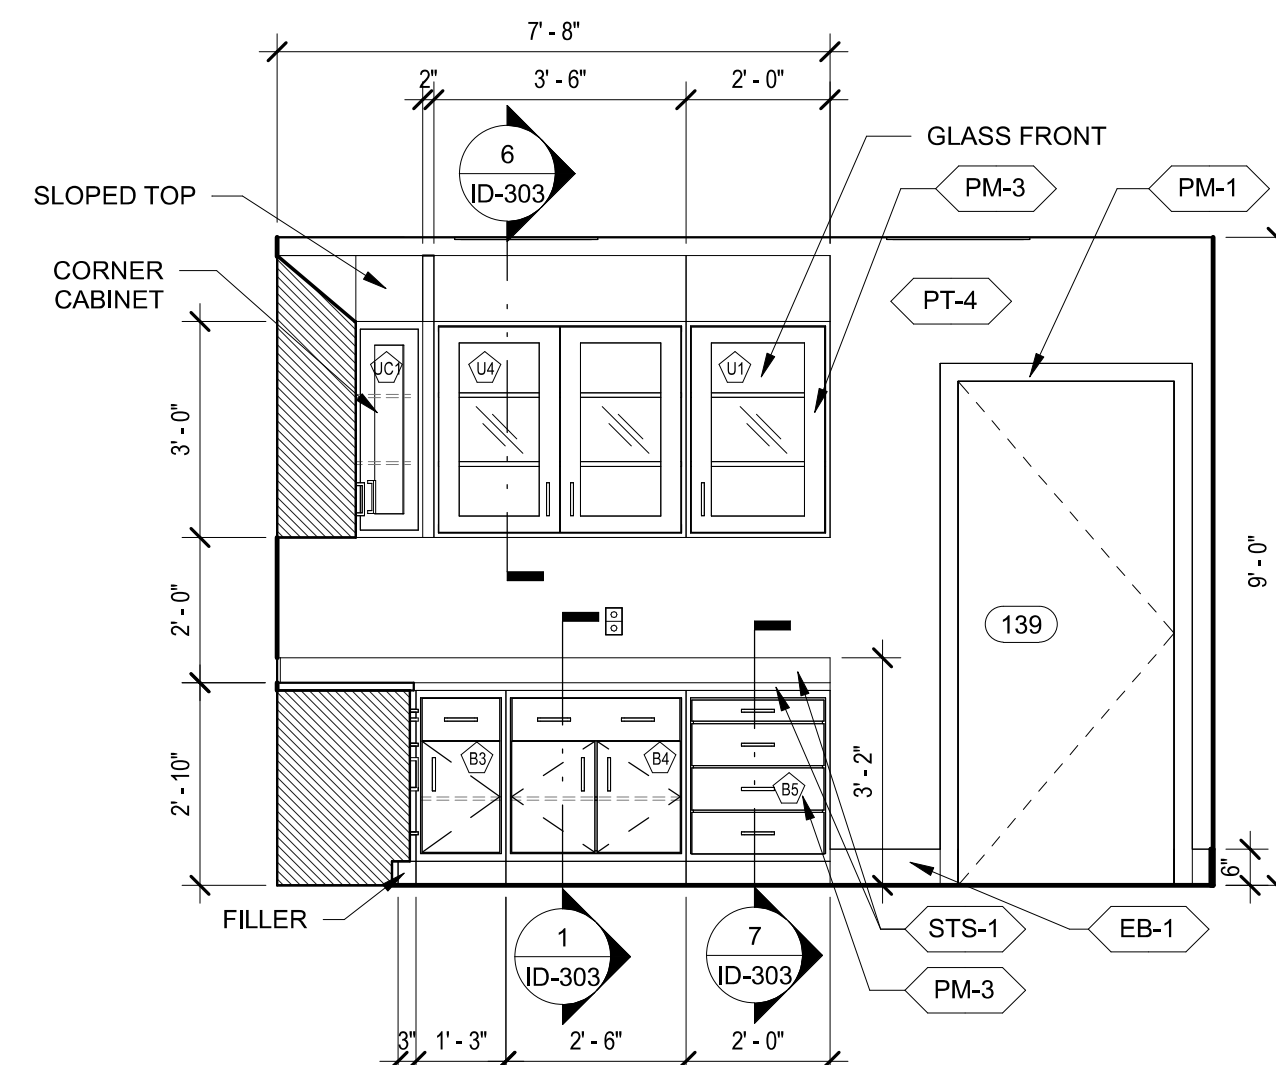 7' - 8"
2"
3' - 6"
2' - 0"
6
ID-303
GLASS FRONT
PM-3
PM-1
SLOPED TOP
CORNER
CABINET
PT-4
UC1
U4
U1
3' - 0"
2' - 0"
9' - 0"
139
B3
B4
B5
2' - 10"
3' - 2"
6"
FILLER
STS-1
EB-1
1
ID-303
7
ID-303
PM-3
3"
1' - 3"
2' - 6"
2' - 0"